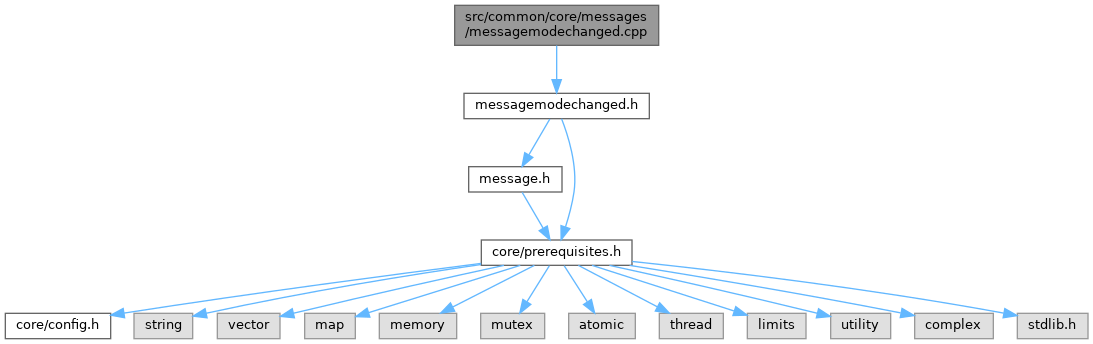 src/common/core/messages
/messagemodechanged.cpp
messagemodechanged.h
message.h
core/prerequisites.h
core/config.h
string
vector
map
memory
mutex
atomic
thread
limits
utility
complex
stdlib.h